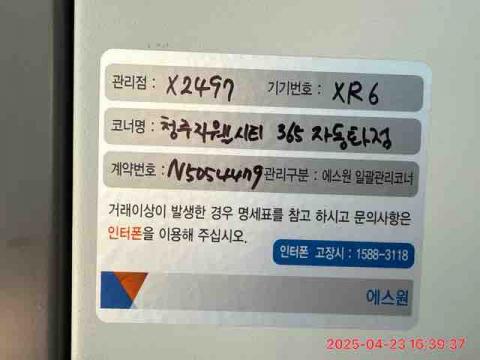 관리점 : X2497 기기번호 : XR6
코너명 : 청주직웰시티 365 자동화점
계약번호 : N5054479 관리구분 : 에스원 일괄관리코너
거래이상이 발생한 경우 명세표를 참고 하시고 문의사항은
인터폰을 이용해 주십시오.
인터폰 고장시 : 1588-3118
에스원
2025-04-23 16:39:37